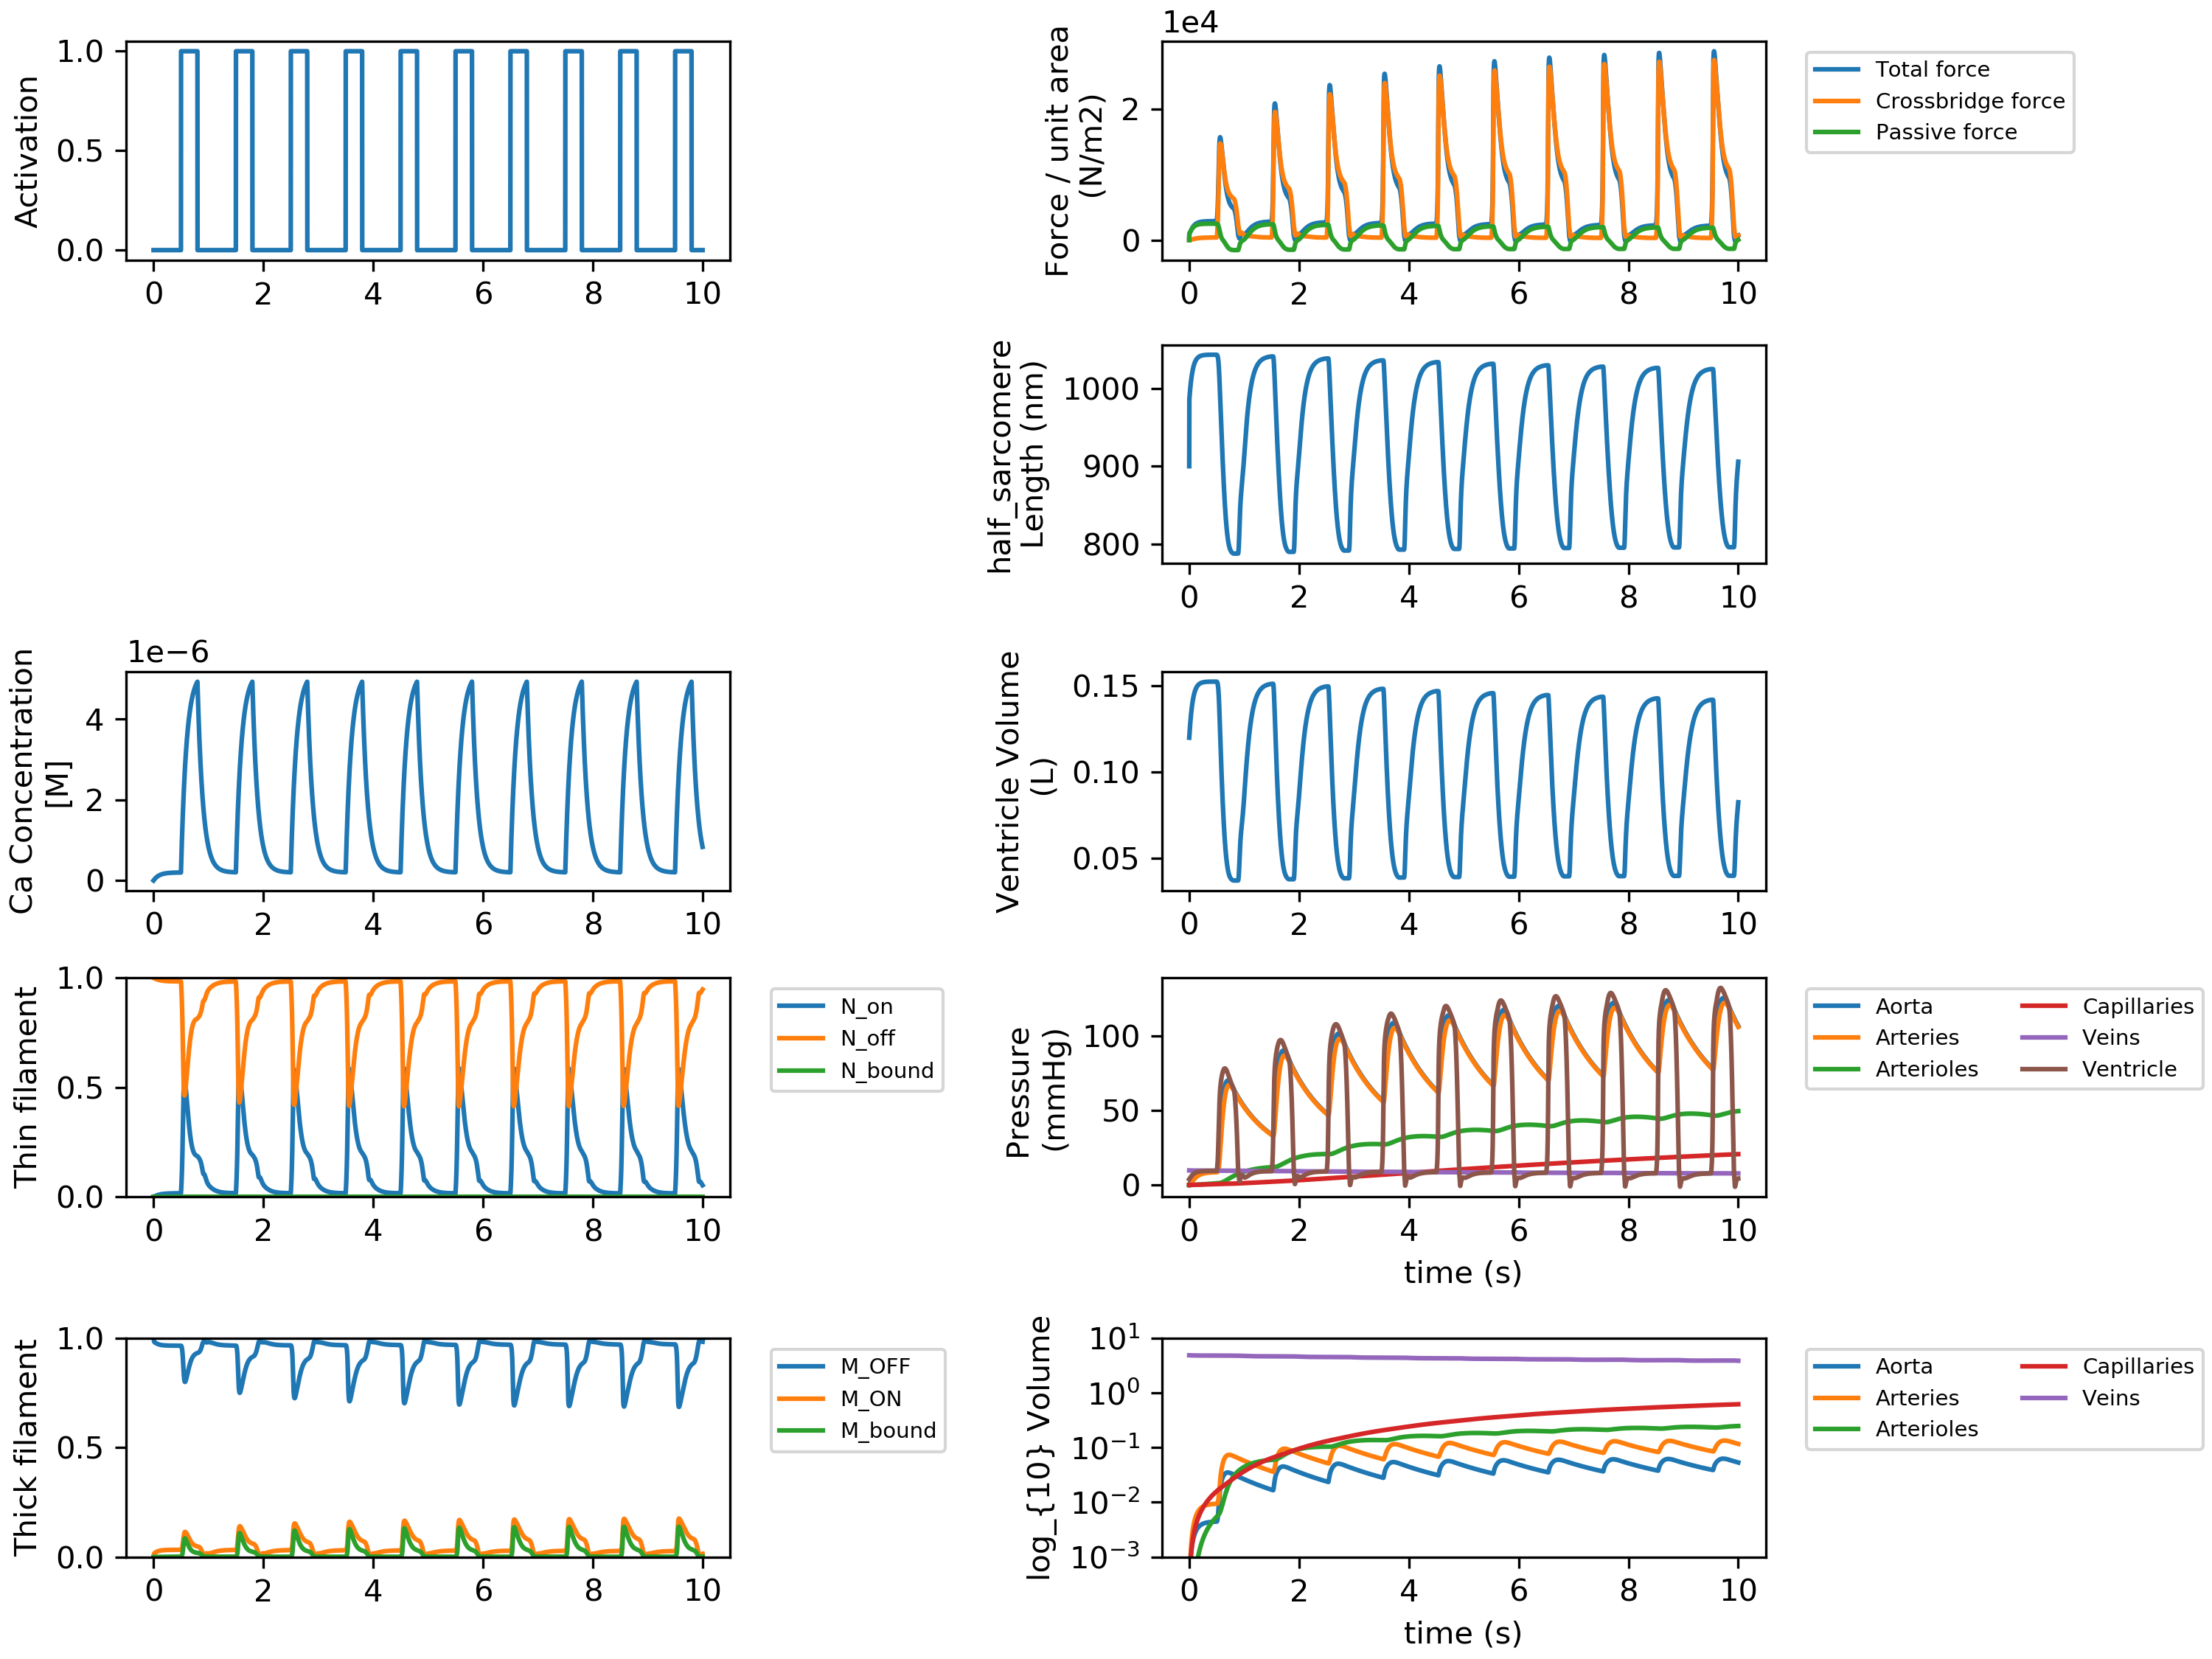 Activation
1.0
0.5
0.0
0 2 4 6 8 10
1e4
Force / unit area
(N/m2)
2
0
0 2 4 6 8 10
Total force
Crossbridge force
Passive force
half_sarcomere
Length (nm)
1000
900
800
0 2 4 6 8 10
1e−6
Ca Concentration
[M]
4
2
0
0 2 4 6 8 10
Ventricle Volume
(L)
0.15
0.10
0.05
0 2 4 6 8 10
Thin filament
1.0
0.5
0.0
0 2 4 6 8 10
N_on
N_off
N_bound
Pressure
(mmHg)
100
50
0
0 2 4 6 8 10
time (s)
Aorta
Arteries
Arterioles
Capillaries
Veins
Ventricle
Thick filament
1.0
0.5
0.0
0 2 4 6 8 10
M_OFF
M_ON
M_bound
log_{10} Volume
10^1
10^0
10^−1
10^−2
10^−3
0 2 4 6 8 10
time (s)
Aorta
Arteries
Arterioles
Capillaries
Veins